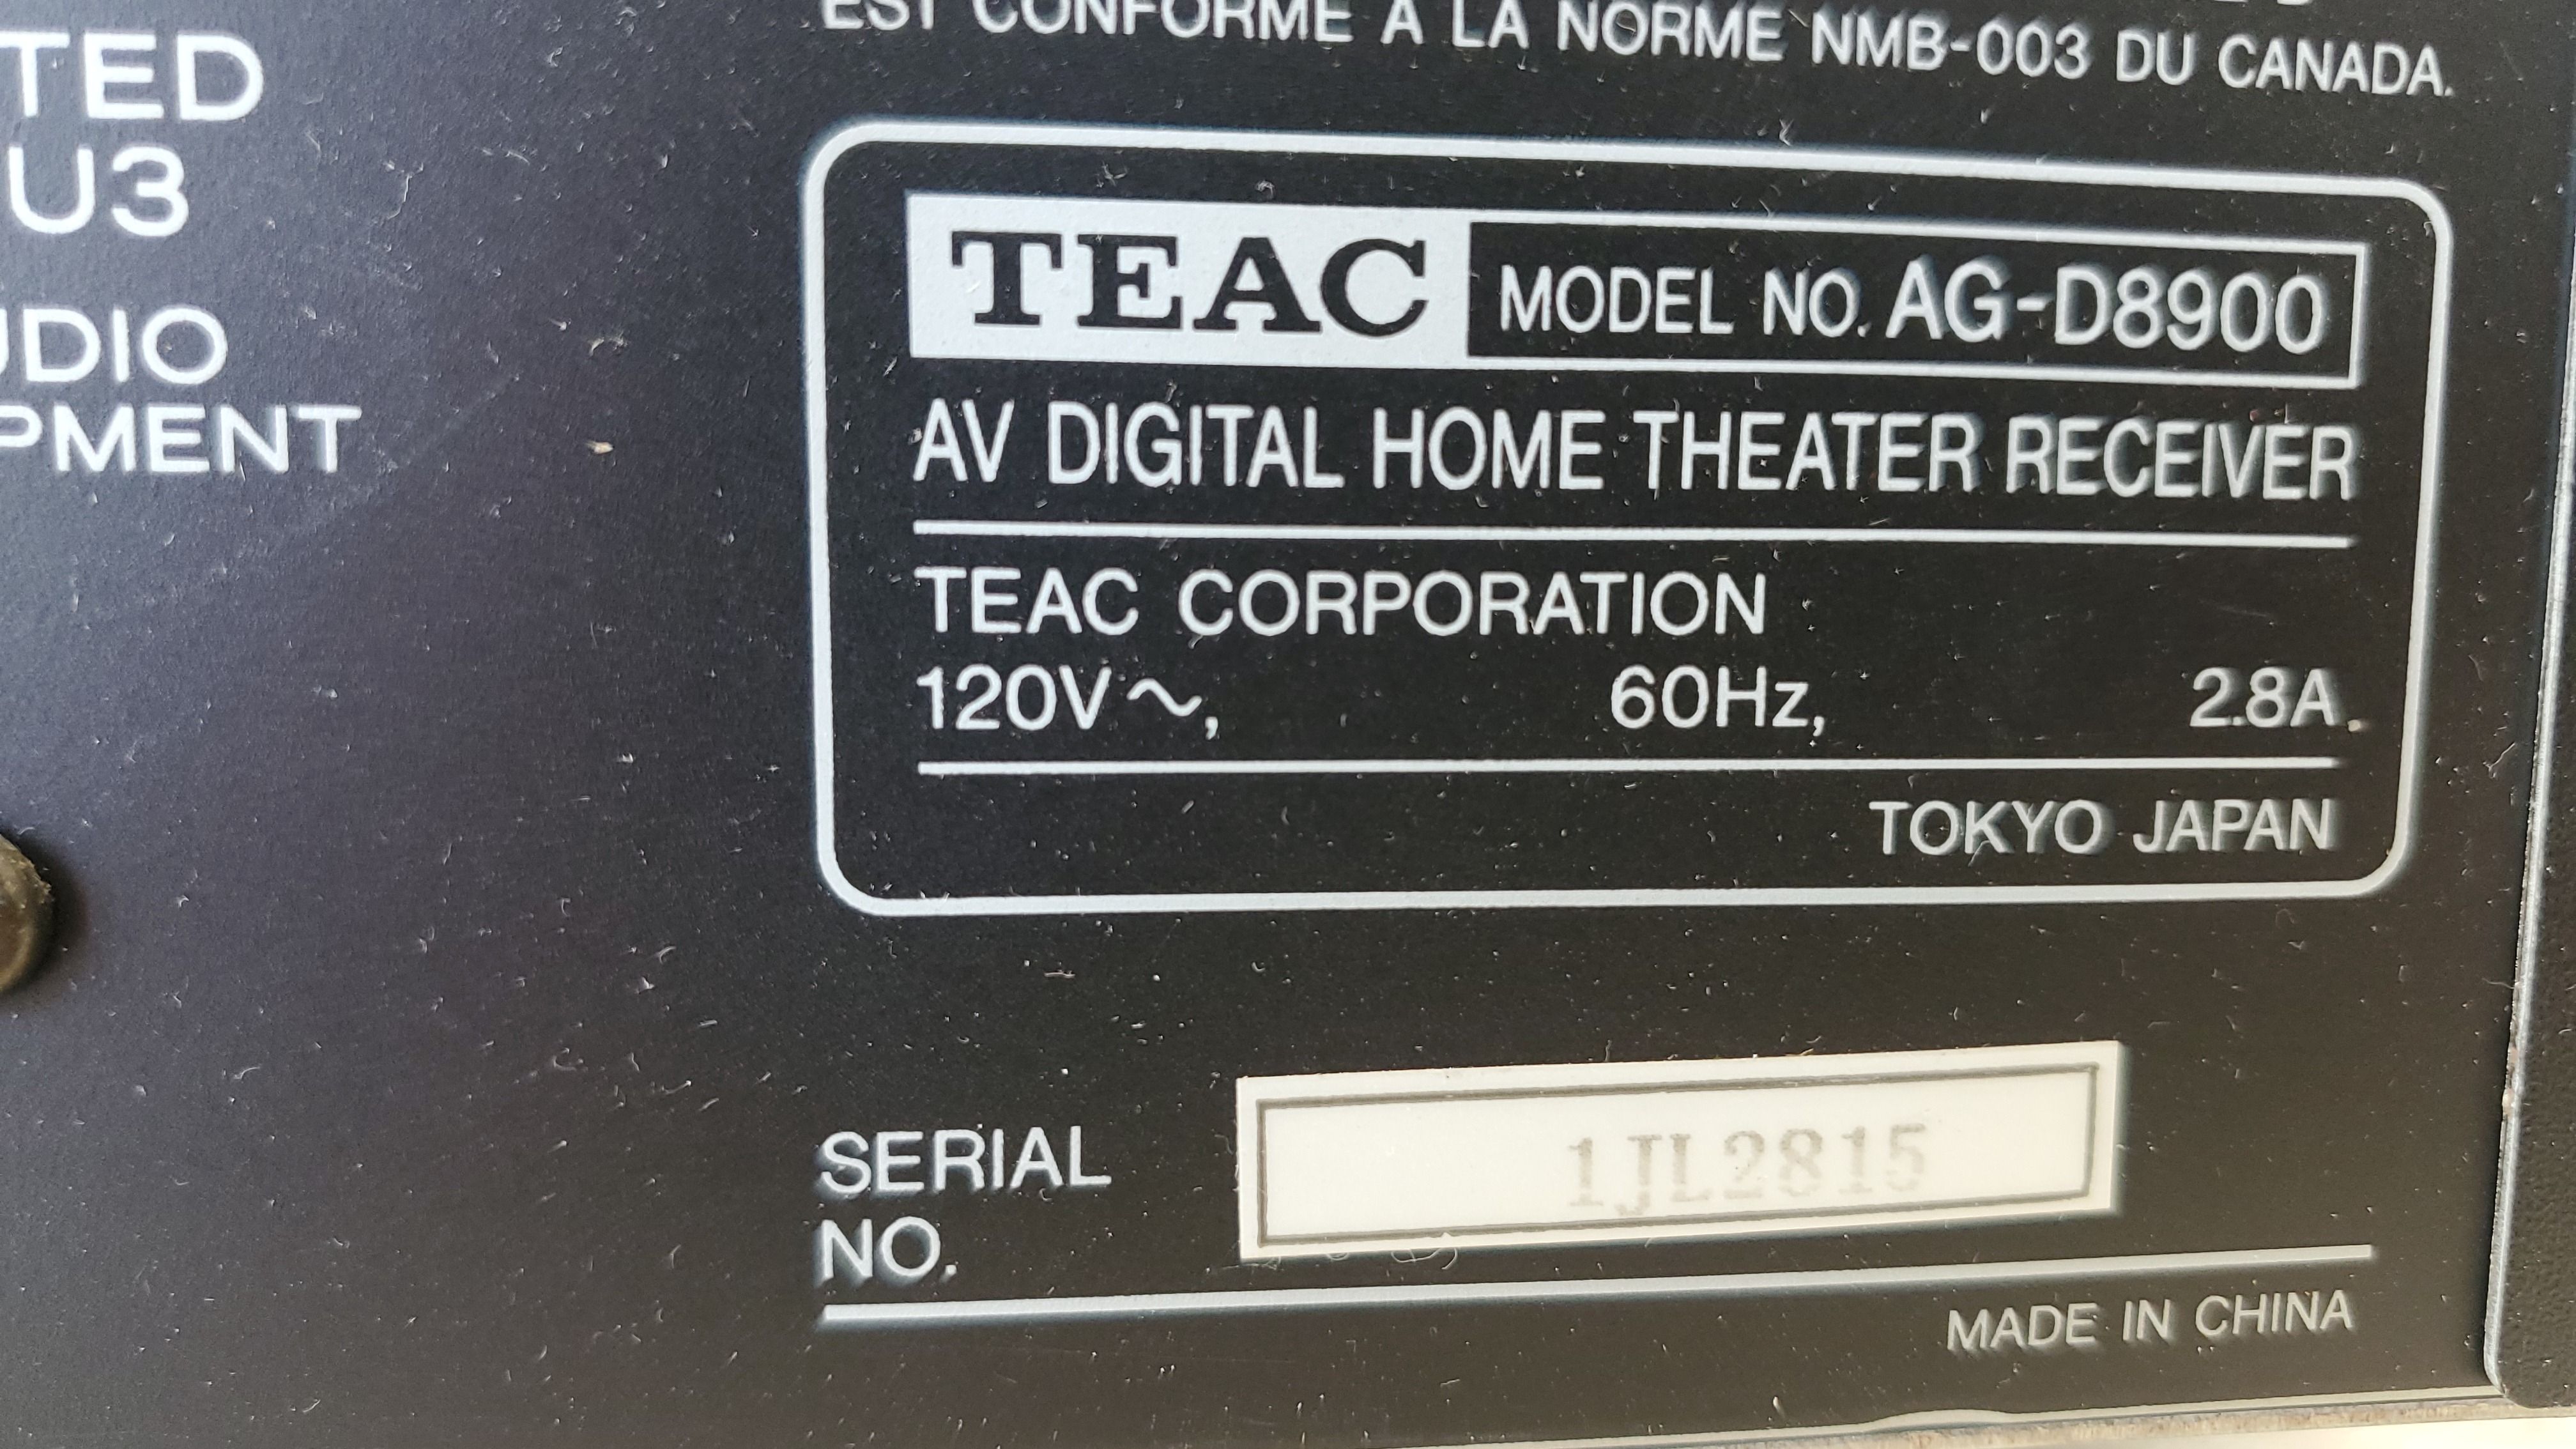 TED
U3
UDIO
PMENT
EST CONFORME A LA NORME NMB-003 DU CANADA.
TEAC MODEL NO. AG-D8900
AV DIGITAL HOME THEATER RECEIVER
TEAC CORPORATION
120V~, 60Hz, 2.8A.
TOKYO JAPAN
SERIAL
NO.
1JL2815
MADE IN CHINA